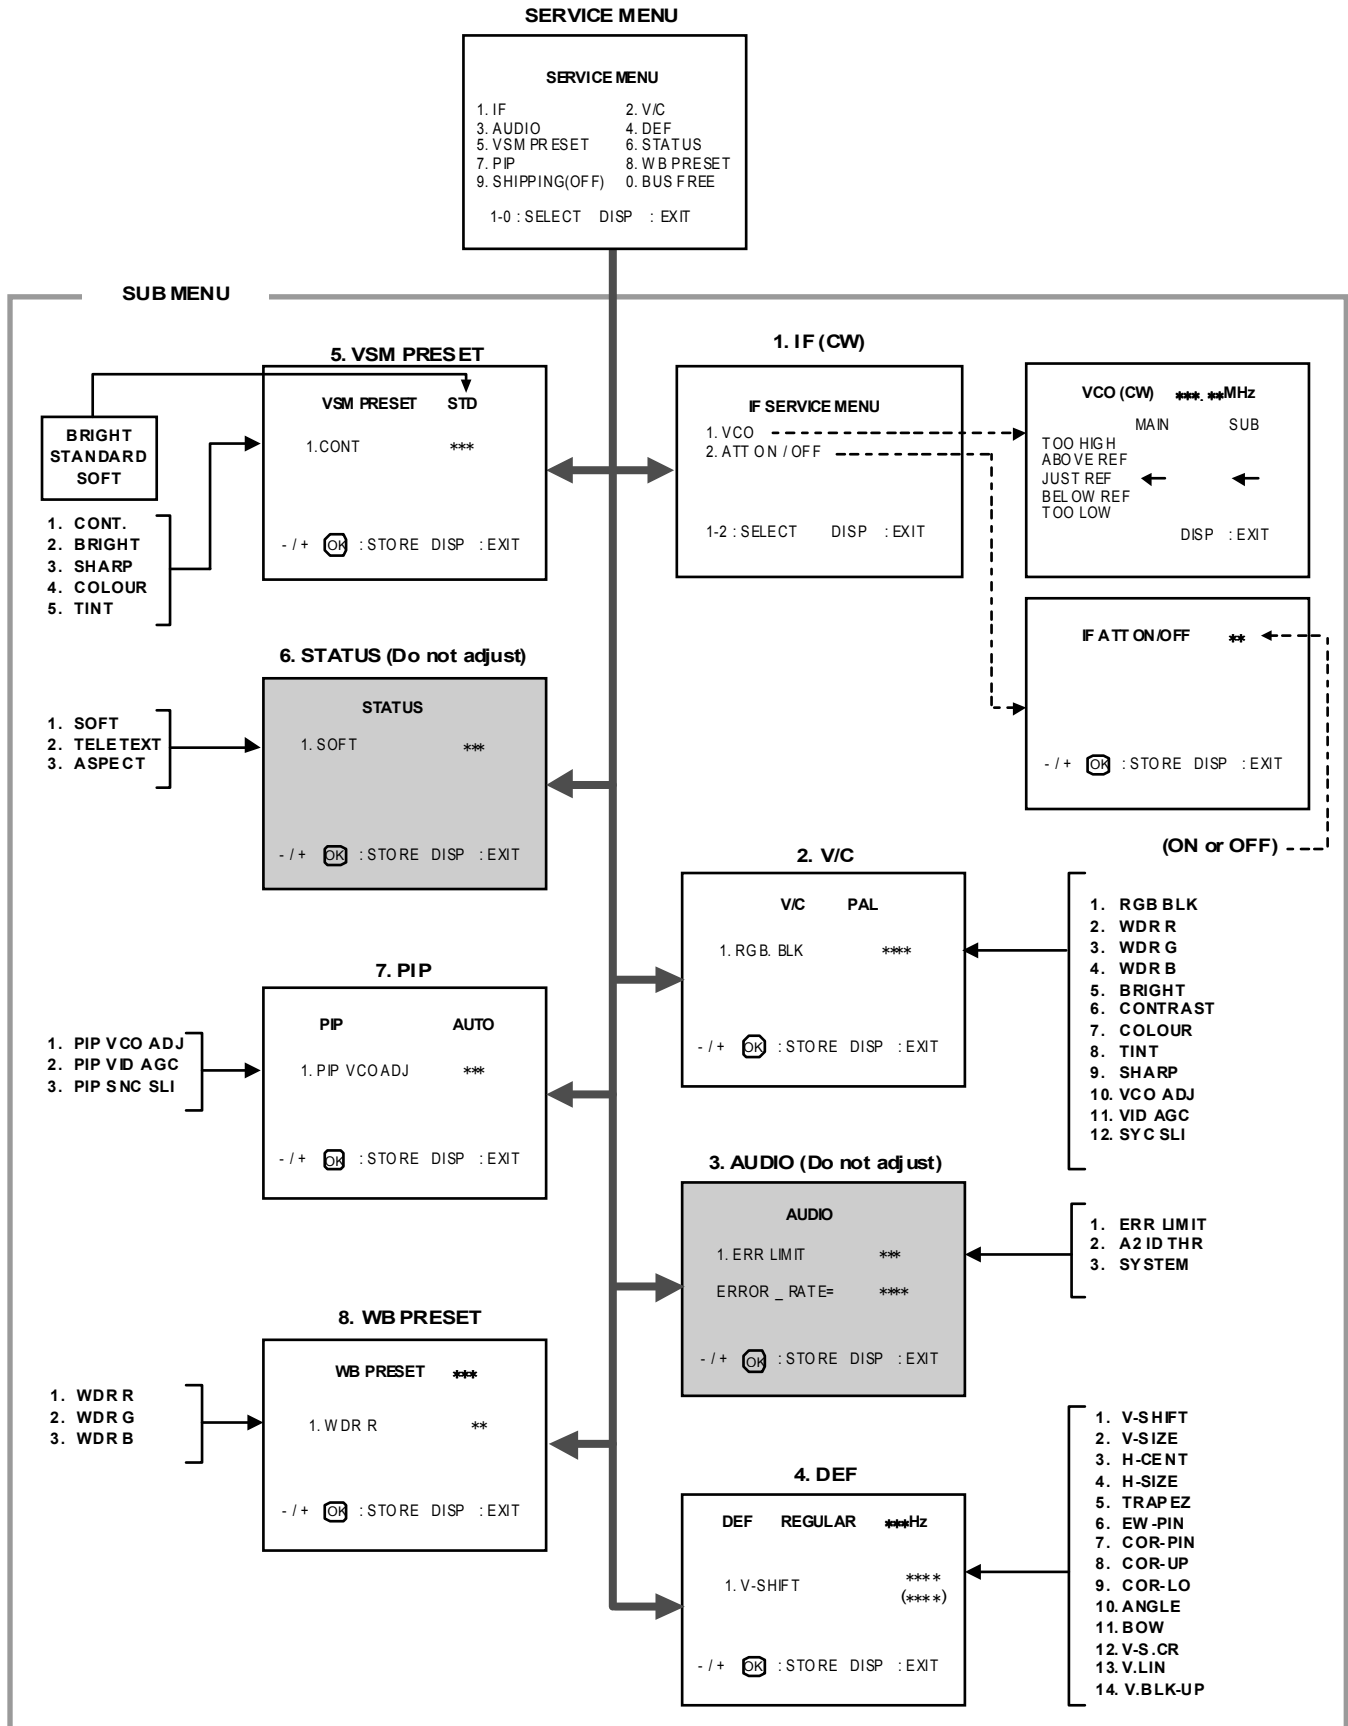 SERVICE MENU
SERVICE MENU
1. IF 2. V/C
3. AUDIO 4. DEF
5. VSM PRESET 6. STATUS
7. PIP 8. WB PRESET
9. SHIPPING(OFF) 0. BUS FREE
1-0 : SELECT DISP : EXIT
SUB MENU
5. VSM PRESET
VSM PRESET STD
1.CONT ***
- / + OK : STORE DISP : EXIT
BRIGHT
STANDARD
SOFT
1. CONT.
2. BRIGHT
3. SHARP
4. COLOUR
5. TINT
1. IF (CW)
IF SERVICE MENU
1. VCO
2. ATT ON / OFF
1-2 : SELECT DISP : EXIT
VCO (CW) ***.**MHz
MAIN SUB
TOO HIGH
ABOVE REF
JUST REF
BELOW REF
TOO LOW
DISP : EXIT
IF ATT ON/OFF **
- / + OK : STORE DISP : EXIT
(ON or OFF)
6. STATUS (Do not adjust)
STATUS
1. SOFT ***
- / + OK : STORE DISP : EXIT
1. SOFT
2. TELETEXT
3. ASPECT
2. V/C
V/C PAL
1. RGB. BLK ****
- / + OK : STORE DISP : EXIT
1. RGB BLK
2. WDR R
3. WDR G
4. WDR B
5. BRIGHT
6. CONTRAST
7. COLOUR
8. TINT
9. SHARP
10. VCO ADJ
11. VID AGC
12. SYC SLI
7. PIP
PIP AUTO
1. PIP VCOADJ ***
- / + OK : STORE DISP : EXIT
1. PIP VCO ADJ
2. PIP VID AGC
3. PIP SNC SLI
3. AUDIO (Do not adjust)
AUDIO
1. ERR LIMIT ***
ERROR _ RATE= ****
- / + OK : STORE DISP : EXIT
1. ERR LIMIT
2. A2 ID THR
3. SYSTEM
8. WB PRESET
WB PRESET ***
1. WDR R **
- / + OK : STORE DISP : EXIT
1. WDR R
2. WDR G
3. WDR B
4. DEF
DEF REGULAR ***Hz
1. V-SHIFT ****
(****)
- / + OK : STORE DISP : EXIT
1. V-SHIFT
2. V-SIZE
3. H-CENT
4. H-SIZE
5. TRAPEZ
6. EW-PIN
7. COR-PIN
8. COR-UP
9. COR-LO
10. ANGLE
11. BOW
12. V-S.CR
13. V.LIN
14. V.BLK-UP